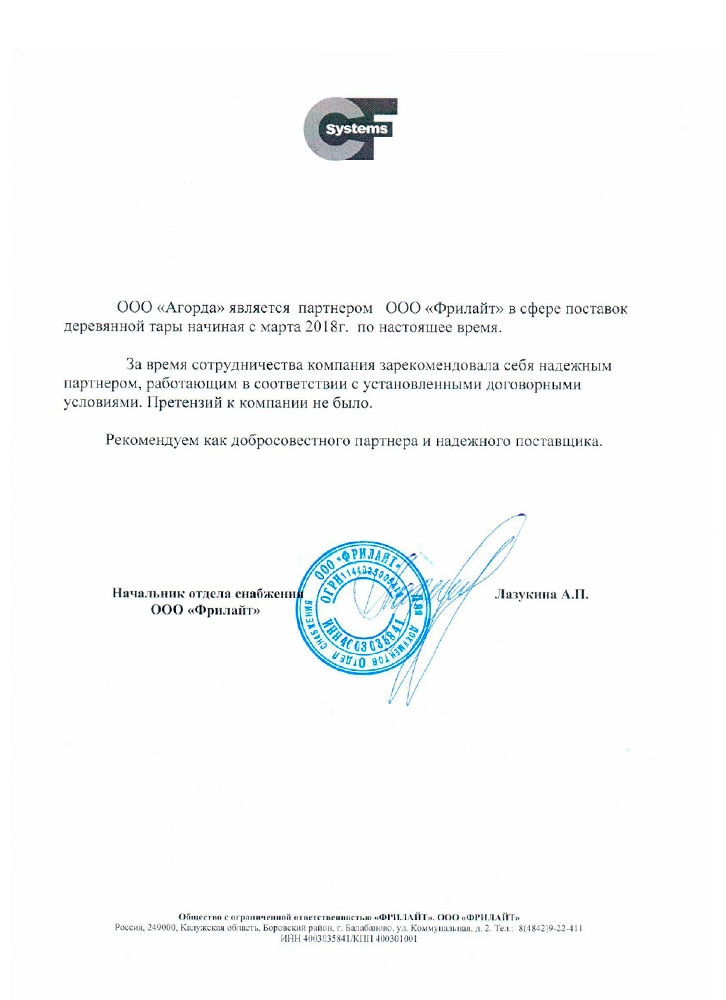 CF
Systems
ООО «Агорда» является партнером ООО «Фрилайт» в сфере поставок
деревянной тары начиная с марта 2018г. по настоящее время.
За время сотрудничества компания зарекомендовала себя надежным
партнером, работающим в соответствии с установленными договорными
условиями. Претензий к компании не было.
Рекомендуем как добросовестного партнера и надежного поставщика.
Начальник отдела снабжения
ООО «Фрилайт»
Лазукина А.П.
ООО «ФРИЛАЙТ»
Для документов Отдел снабжения
ОГРН
ИНН 4003035841
Общество с ограниченной ответственностью «ФРИЛАЙТ». ООО «ФРИЛАЙТ»
Россия, 249000, Калужская область, Боровский район, г. Балабаново, ул. Коммунальная, д. 2. Тел.: 8(4842)9-22-411
ИНН 4003035841/КПП 400301001